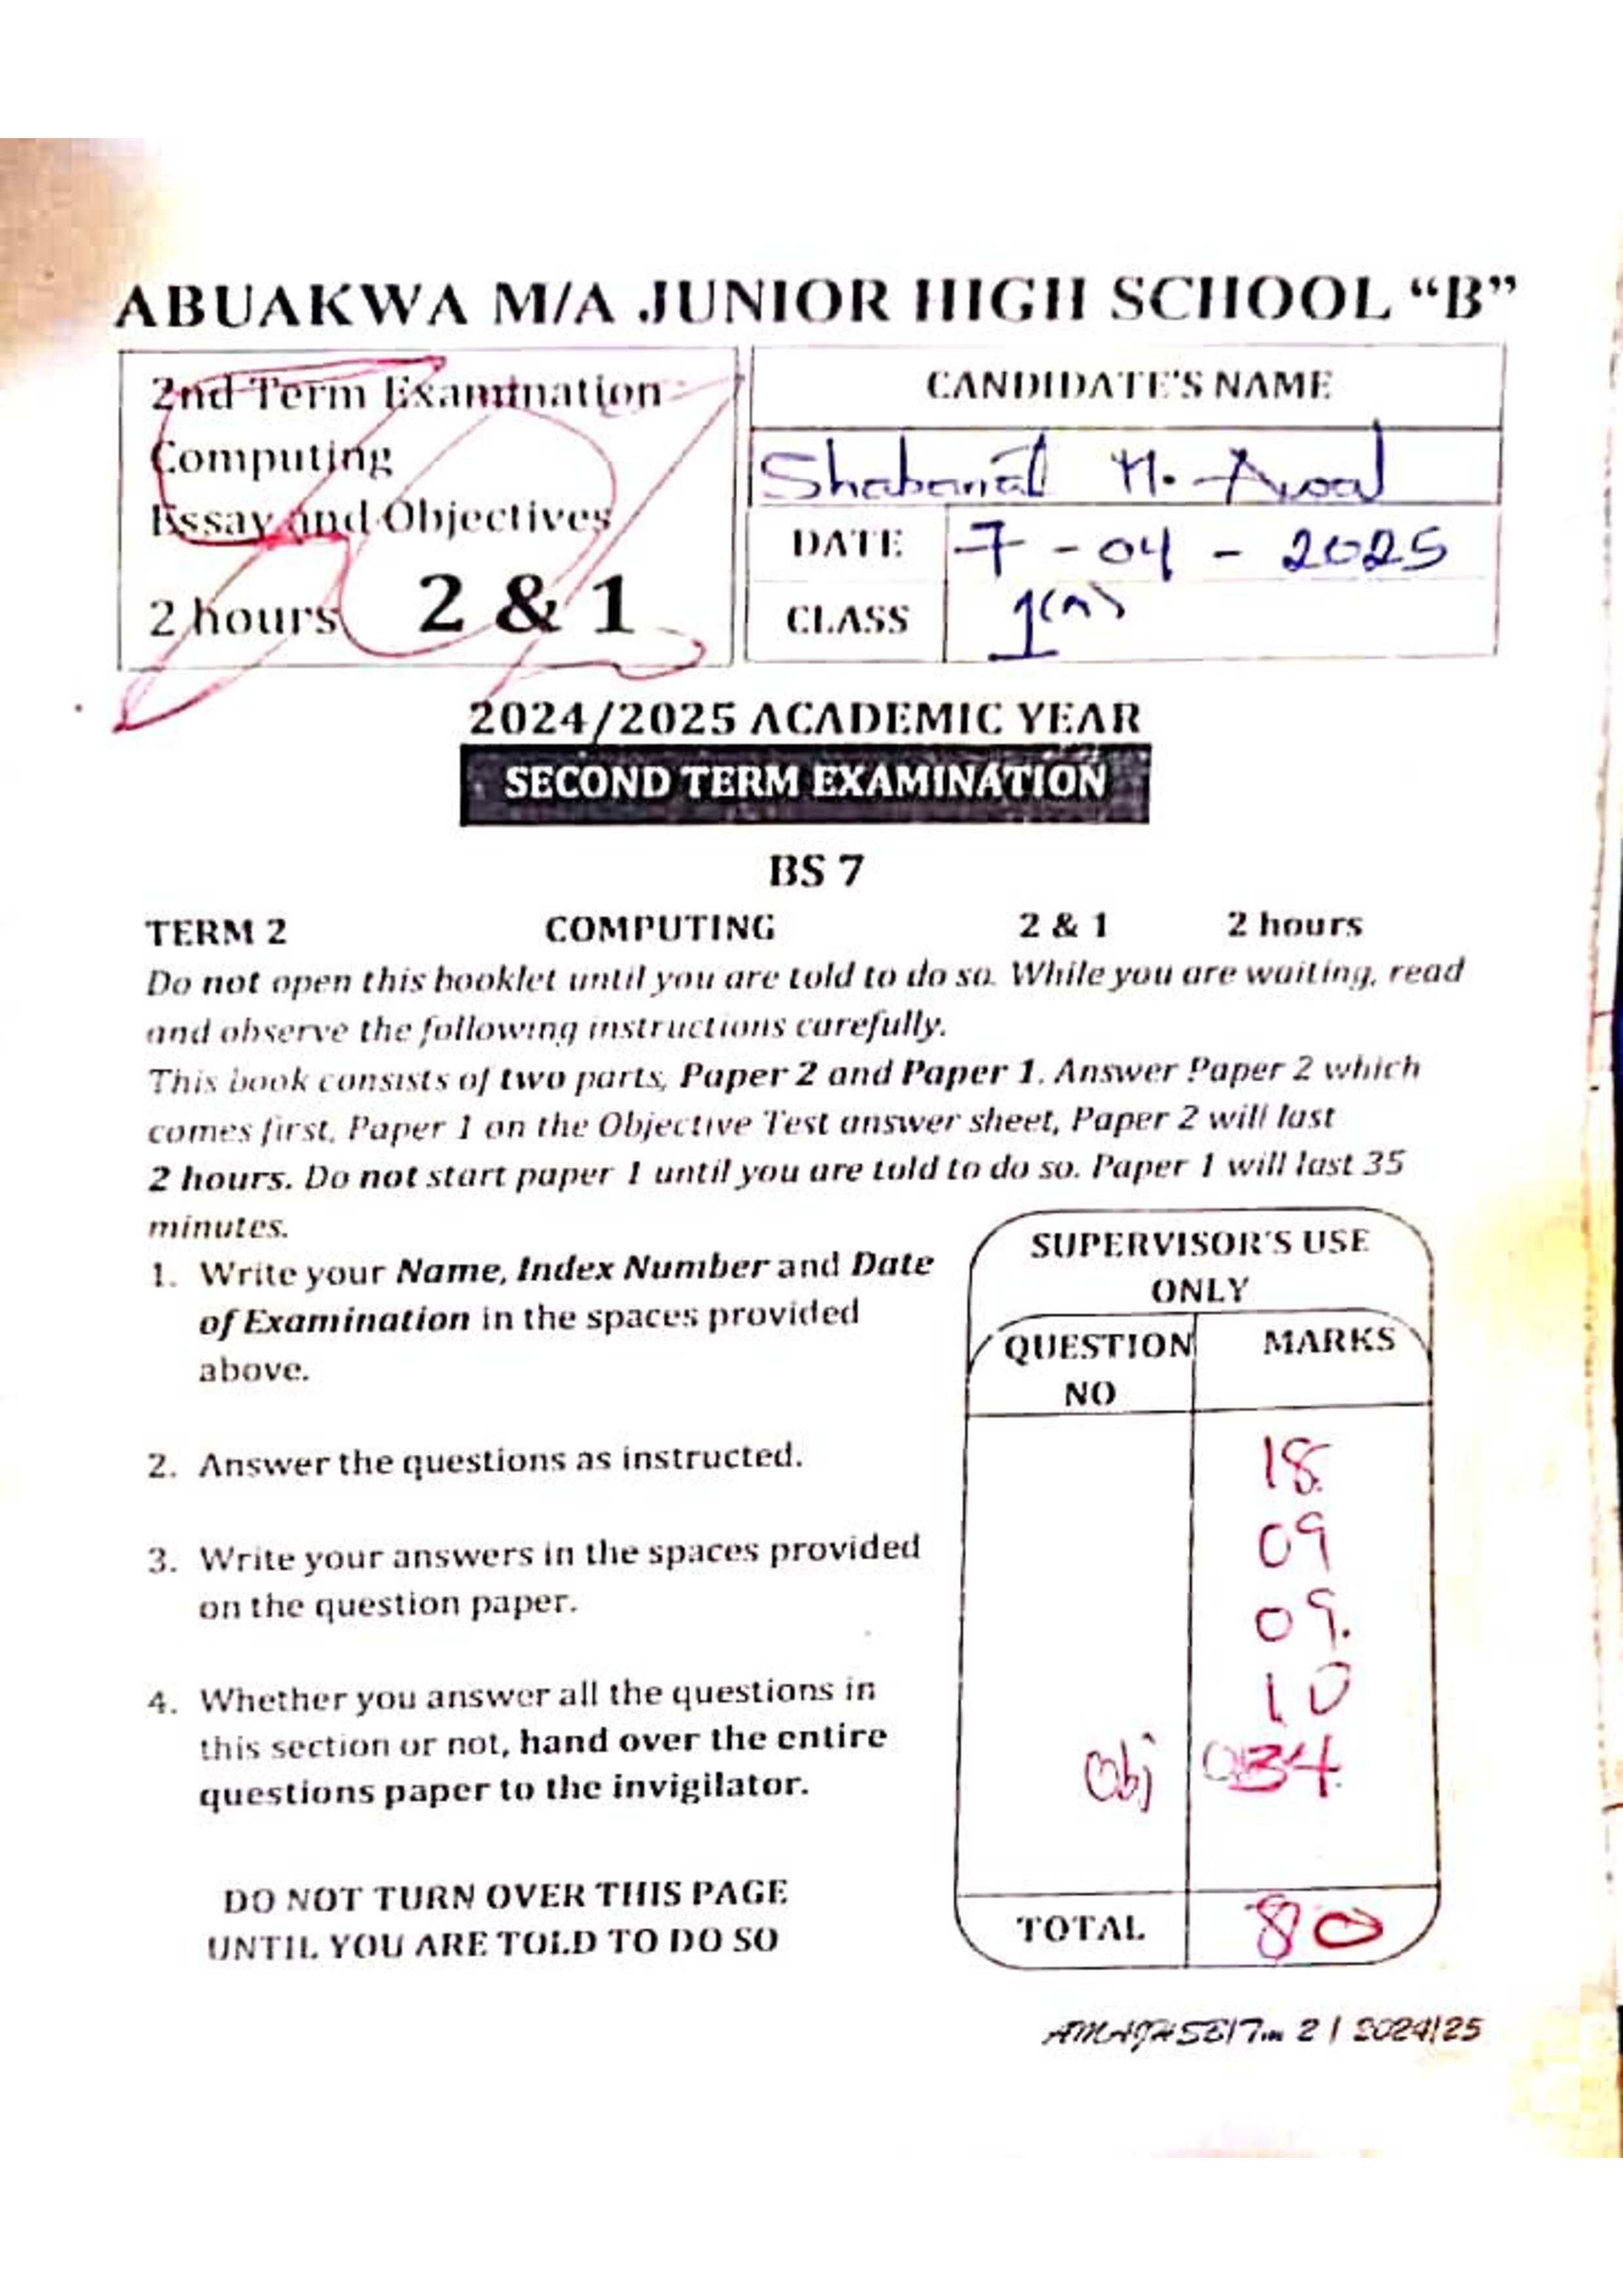 ABUAKWA M/A JUNIOR HIGH SCHOOL “B”
2nd Term Examination
Computing
Essay and Objectives
2 hours 2 & 1
CANDIDATE'S NAME
M. Awal
DATE 7-04-2025
CLASS 1(A)
2024/2025 ACADEMIC YEAR
SECOND TERM EXAMINATION
BS 7
TERM 2 COMPUTING 2 & 1 2 hours
Do not open this booklet until you are told to do so. While you are waiting, read
and observe the following instructions carefully.
This book consists of two parts, Paper 2 and Paper 1. Answer Paper 2 which
comes first, Paper 1 on the Objective Test answer sheet, Paper 2 will last
2 hours. Do not start paper 1 until you are told to do so. Paper 1 will last 35
minutes.
1. Write your Name, Index Number and Date
of Examination in the spaces provided
above.
2. Answer the questions as instructed.
3. Write your answers in the spaces provided
on the question paper.
4. Whether you answer all the questions in
this section or not, hand over the entire
questions paper to the invigilator.
DO NOT TURN OVER THIS PAGE
UNTIL YOU ARE TOLD TO DO SO
SUPERVISOR'S USE
ONLY
QUESTION MARKS
NO
18
09
09.
10
Obj 34
TOTAL 80
AMAJHSB/Tm 2 / 2024/25